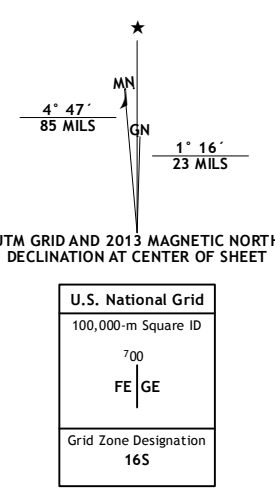 ★
MN
GN
4° 47´
85 MILS
1° 16´
23 MILS
UTM GRID AND 2013 MAGNETIC NORTH
DECLINATION AT CENTER OF SHEET
U.S. National Grid
100,000-m Square ID
⁷00
FE GE
Grid Zone Designation
16S